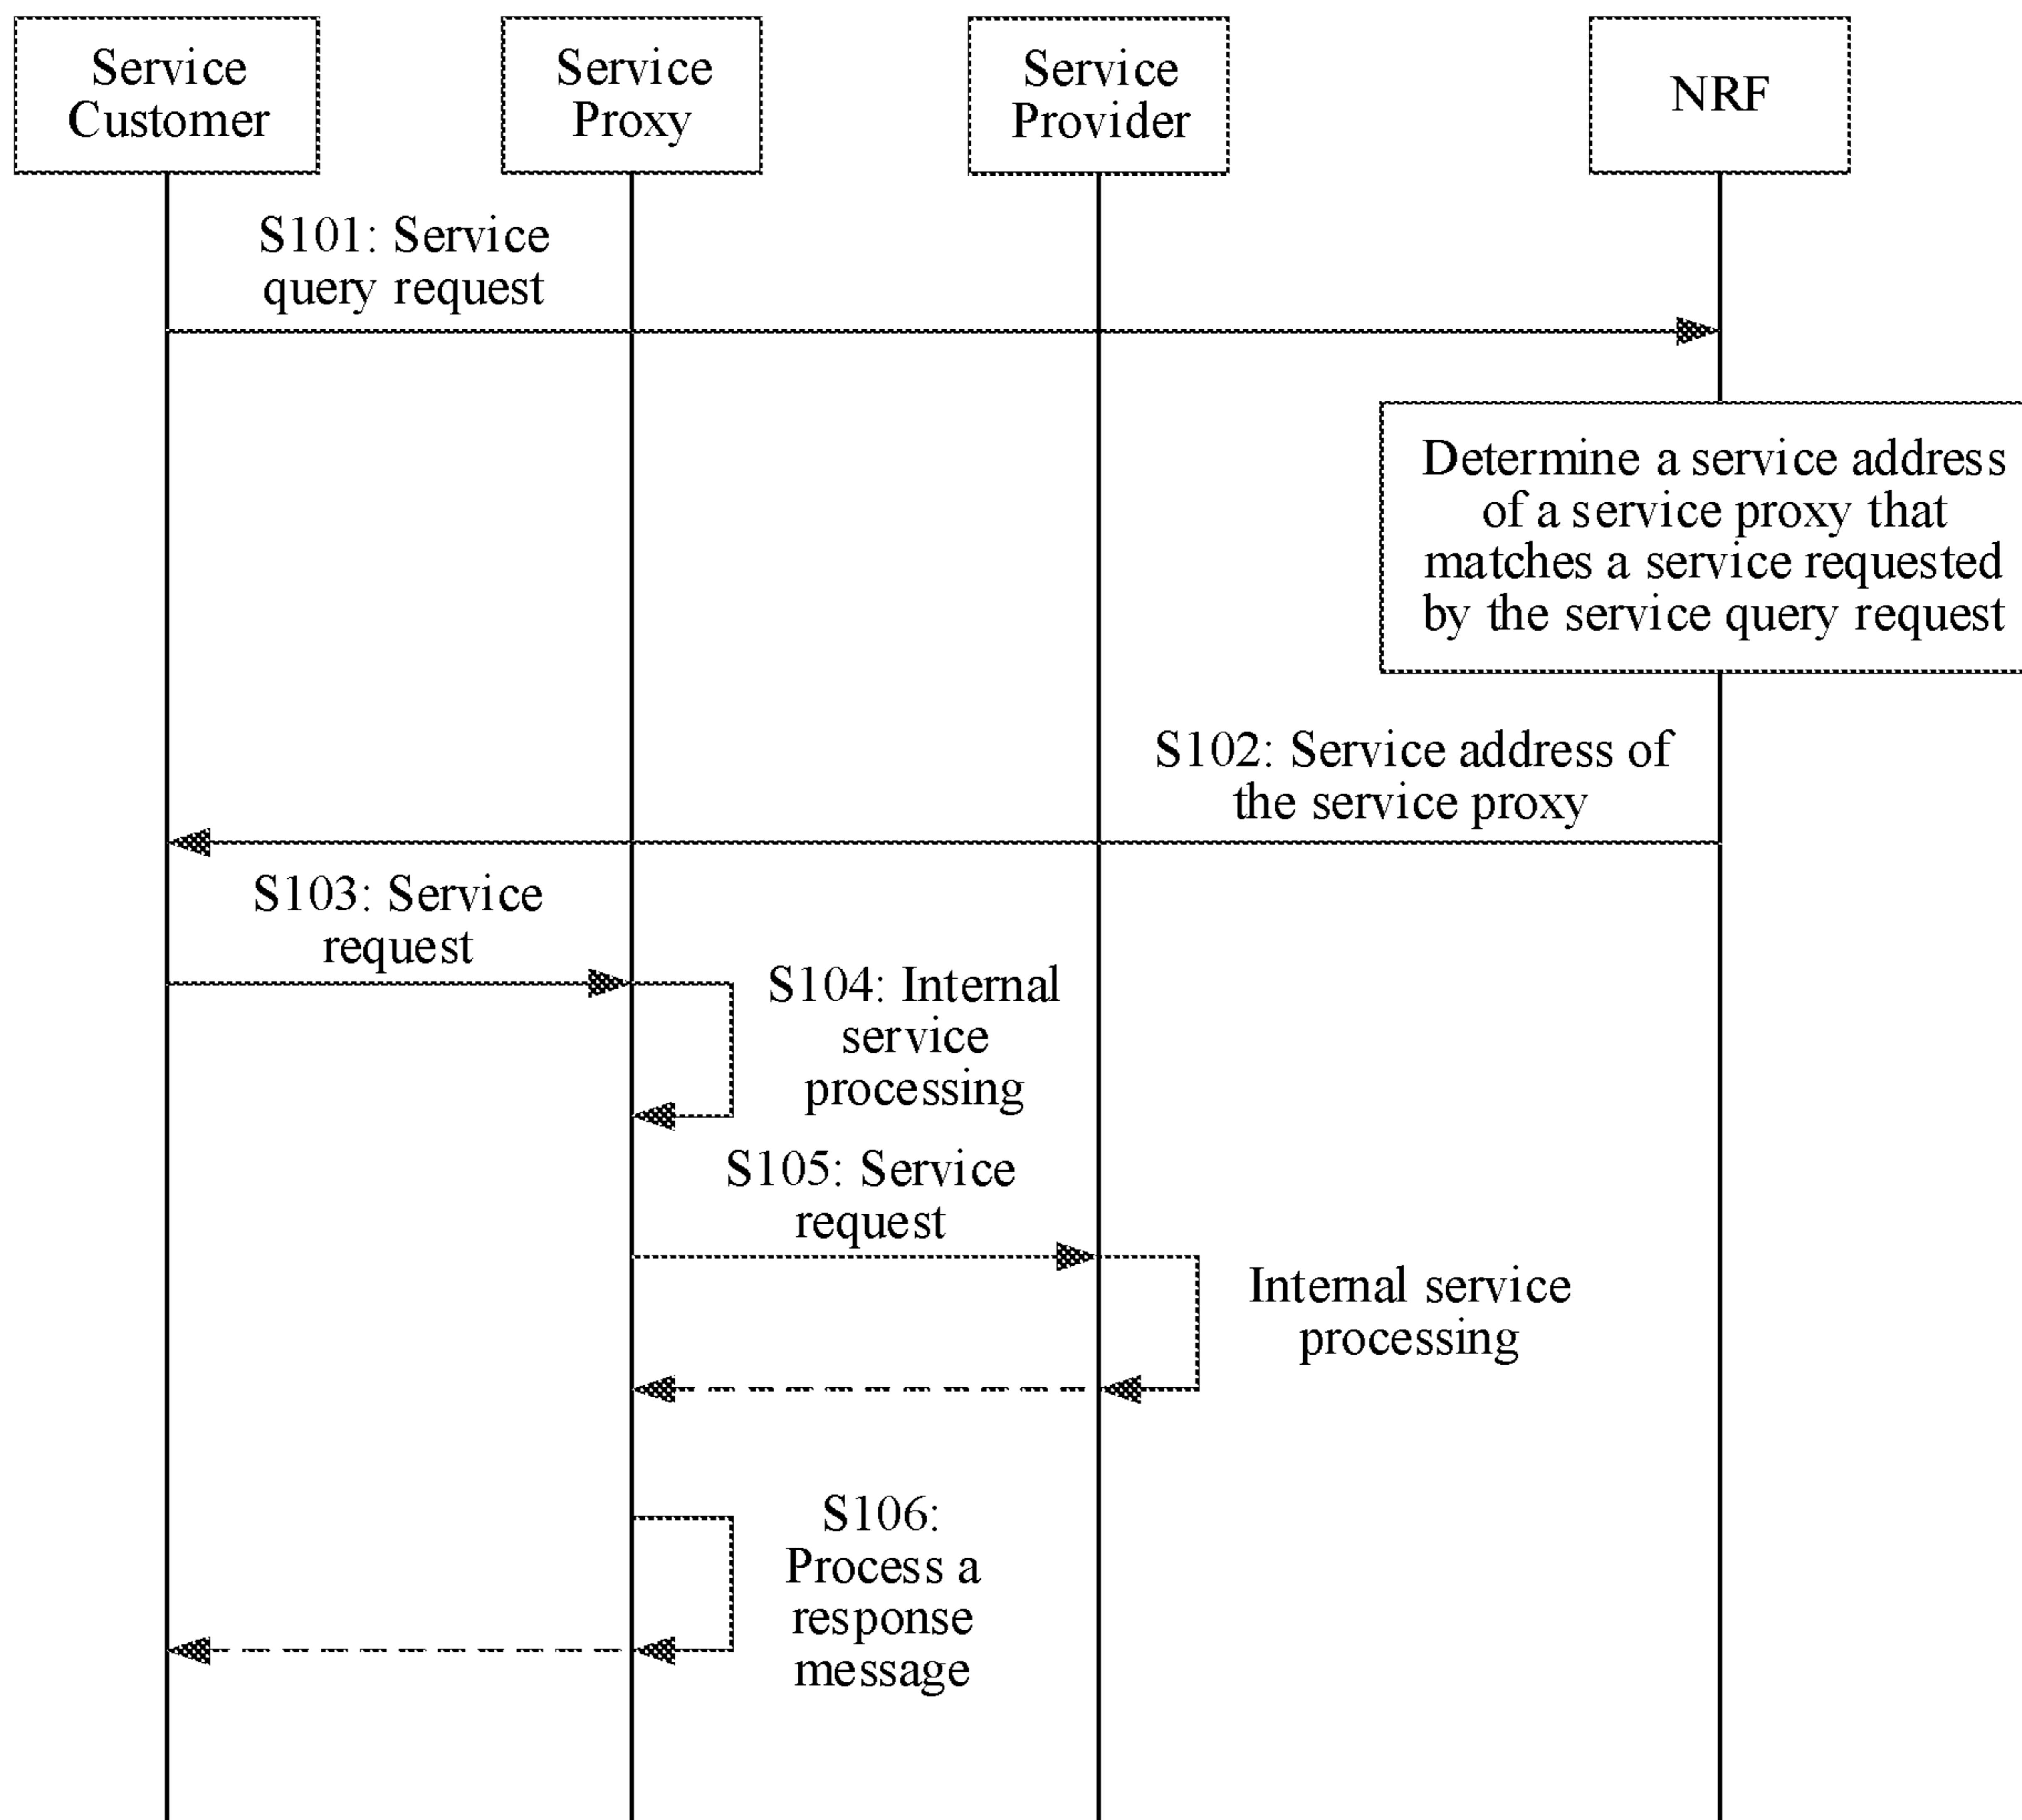 Service
Customer
Service
Proxy
Service
Provider
NRF
S101: Service
query request
Determine a service address
of a service proxy that
matches a service requested
by the service query request
S102: Service address of
the service proxy
S103: Service
request
S104: Internal
service
processing
S105: Service
request
Internal service
processing
S106:
Process a
response
message